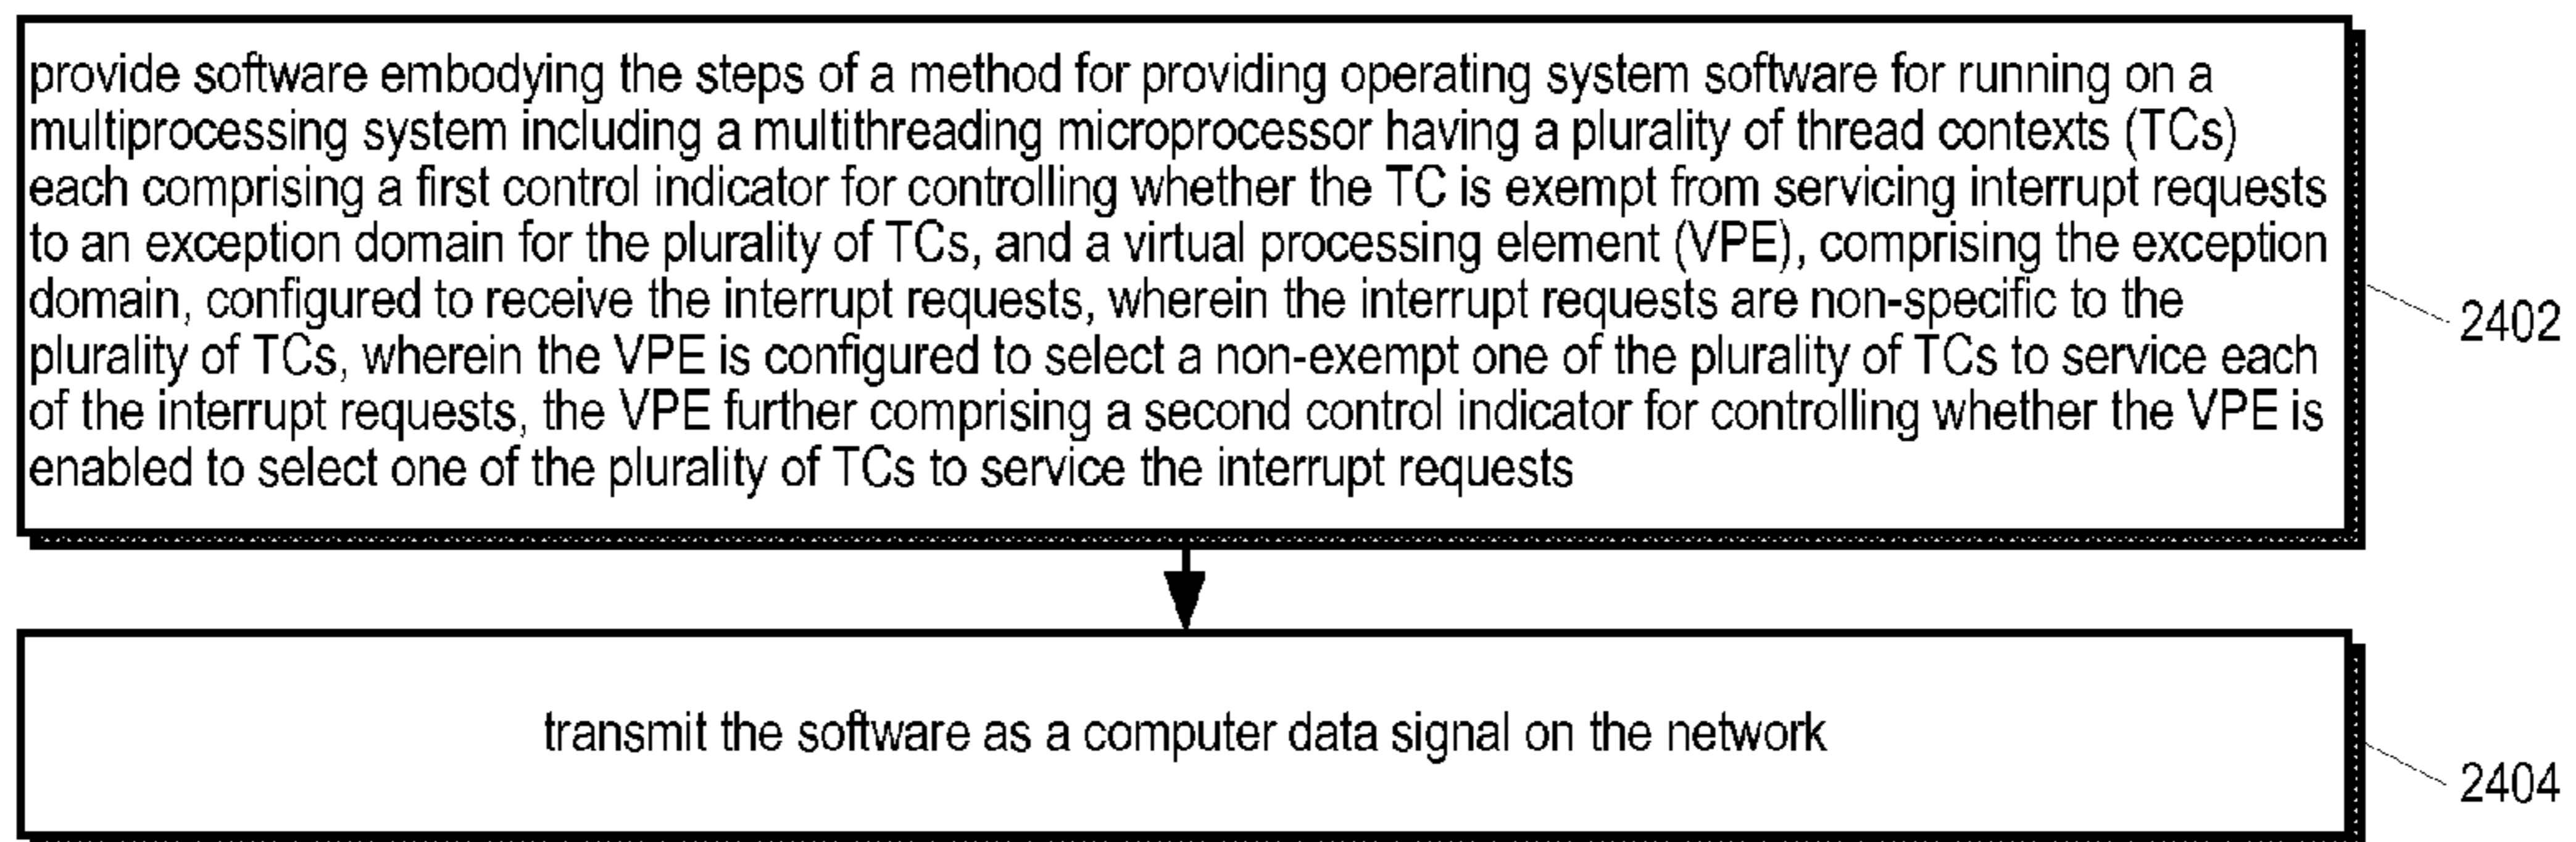 provide software embodying the steps of a method for providing operating system software for running on a
multiprocessing system including a multithreading microprocessor having a plurality of thread contexts (TCs)
each comprising a first control indicator for controlling whether the TC is exempt from servicing interrupt requests
to an exception domain for the plurality of TCs, and a virtual processing element (VPE), comprising the exception
domain, configured to receive the interrupt requests, wherein the interrupt requests are non-specific to the
plurality of TCs, wherein the VPE is configured to select a non-exempt one of the plurality of TCs to service each
of the interrupt requests, the VPE further comprising a second control indicator for controlling whether the VPE is
enabled to select one of the plurality of TCs to service the interrupt requests
2402
transmit the software as a computer data signal on the network
2404